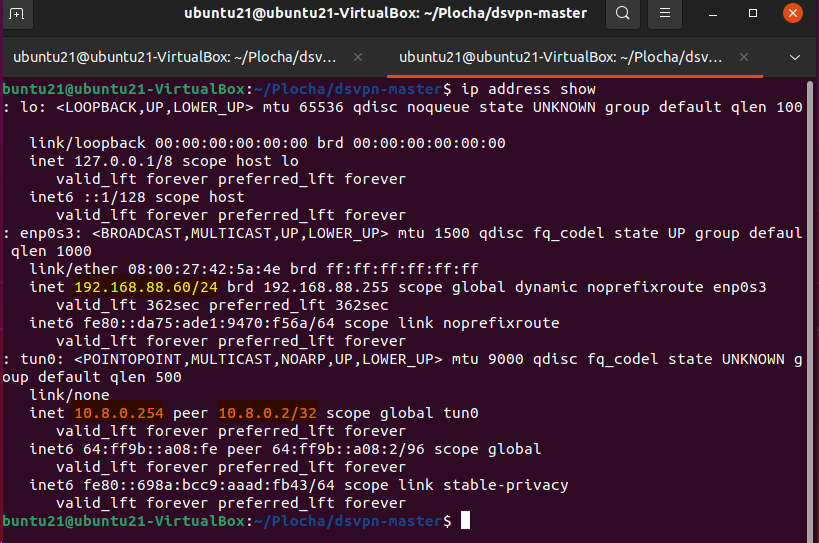 ubuntu21@ubuntu21-VirtualBox: ~/Plocha/dsvpn-master
ubuntu21@ubuntu21-VirtualBox: ~/Plocha/dsv...
ubuntu21@ubuntu21-VirtualBox: ~/Plocha/dsv...
buntu21@ubuntu21-VirtualBox:~/Plocha/dsvpn-master$ ip address show
: lo: <LOOPBACK,UP,LOWER_UP> mtu 65536 qdisc noqueue state UNKNOWN group default qlen 100
link/loopback 00:00:00:00:00:00 brd 00:00:00:00:00:00
inet 127.0.0.1/8 scope host lo
valid_lft forever preferred_lft forever
inet6 ::1/128 scope host
valid_lft forever preferred_lft forever
: enp0s3: <BROADCAST,MULTICAST,UP,LOWER_UP> mtu 1500 qdisc fq_codel state UP group defaul
qlen 1000
link/ether 08:00:27:42:5a:4e brd ff:ff:ff:ff:ff:ff
inet 192.168.88.60/24 brd 192.168.88.255 scope global dynamic noprefixroute enp0s3
valid_lft 362sec preferred_lft 362sec
inet6 fe80::da75:ade1:9470:f56a/64 scope link noprefixroute
valid_lft forever preferred_lft forever
: tun0: <POINTOPOINT,MULTICAST,NOARP,UP,LOWER_UP> mtu 9000 qdisc fq_codel state UNKNOWN g
oup default qlen 500
link/none
inet 10.8.0.254 peer 10.8.0.2/32 scope global tun0
valid_lft forever preferred_lft forever
inet6 64:ff9b::a08:fe peer 64:ff9b::a08:2/96 scope global
valid_lft forever preferred_lft forever
inet6 fe80::698a:bcc9:aaad:fb43/64 scope link stable-privacy
valid_lft forever preferred_lft forever
buntu21@ubuntu21-VirtualBox:~/Plocha/dsvpn-master$